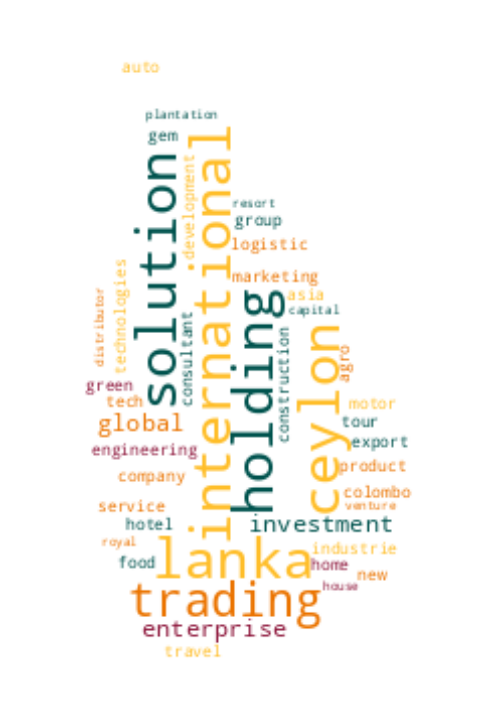 auto
plantation
gem
solution
international
.development
resort
group
logistic
marketing
asia
capital
holding
ceylon
technologies
distributor
consultant
construction
agro
green
tech
global
motor
tour
export
engineering
product
company
colombo
venture
service
hotel
investment
royal
food
lanka
industrie
home
new
house
trading
enterprise
travel